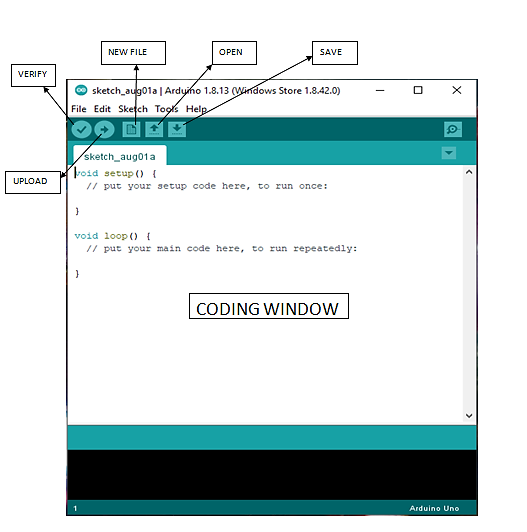 NEW FILE
OPEN
SAVE
VERIFY
sketch_aug01a | Arduino 1.8.13 (Windows Store 1.8.42.0)
File Edit Sketch Tools Help
sketch_aug01a
UPLOAD
void setup() {
// put your setup code here, to run once:
}
void loop() {
// put your main code here, to run repeatedly:
}
CODING WINDOW
1
Arduino Uno